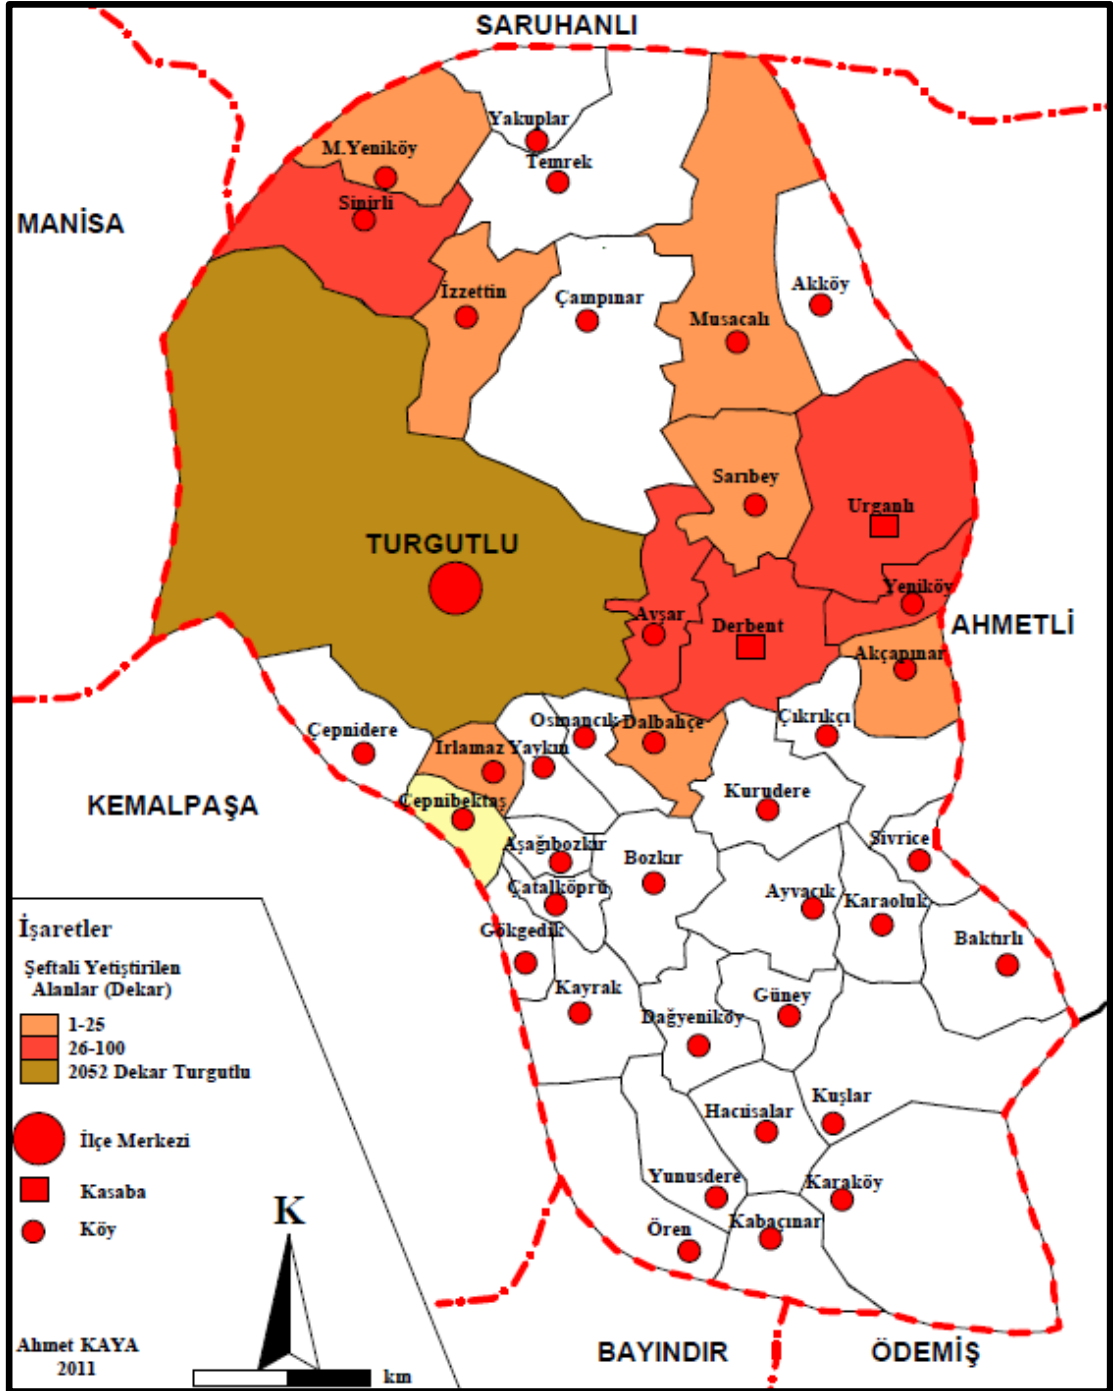 SARUHANLI
Yakuplar
M.Yeniköy
Temrek
Sinirli
MANİSA
Akköy
İzzettin
Çampınar
Musacalı
Sarıbey
Urganlı
TURGUTLU
Yeniköy
Avşar
Derbent
AHMETLİ
Akçapınar
Osmancık
Dalbahçe
Çıkrıkçı
Çepnidere
Irlamaz
Yaykın
Kurudere
Çepnibektaş
KEMALPAŞA
Aşağıbozkır
Bozkır
Sivrice
Çatalköprü
Ayvacık
Karaoluk
Gökgedik
Baktırlı
Kayrak
Güney
Dağyeniköy
Hacıisalar
Kuşlar
Yunusdere
Karaköy
Ören
Kabaçınar
İşaretler
Şeftali Yetiştirilen
Alanlar (Dekar)
1-25
26-100
2052 Dekar Turgutlu
İlçe Merkezi
Kasaba
Köy
K
Ahmet KAYA
2011
km
BAYINDIR
ÖDEMİŞ